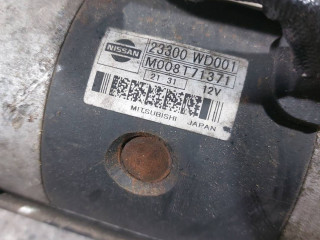 NISSAN
23300 WD001
M008T71371
21 31 12V
MITSUBISHI JAPAN